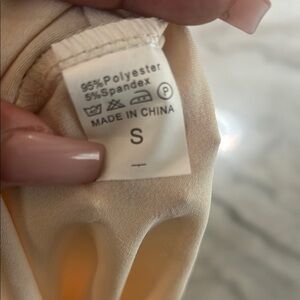 95% Polyester
5% Spandex
P
MADE IN CHINA
S